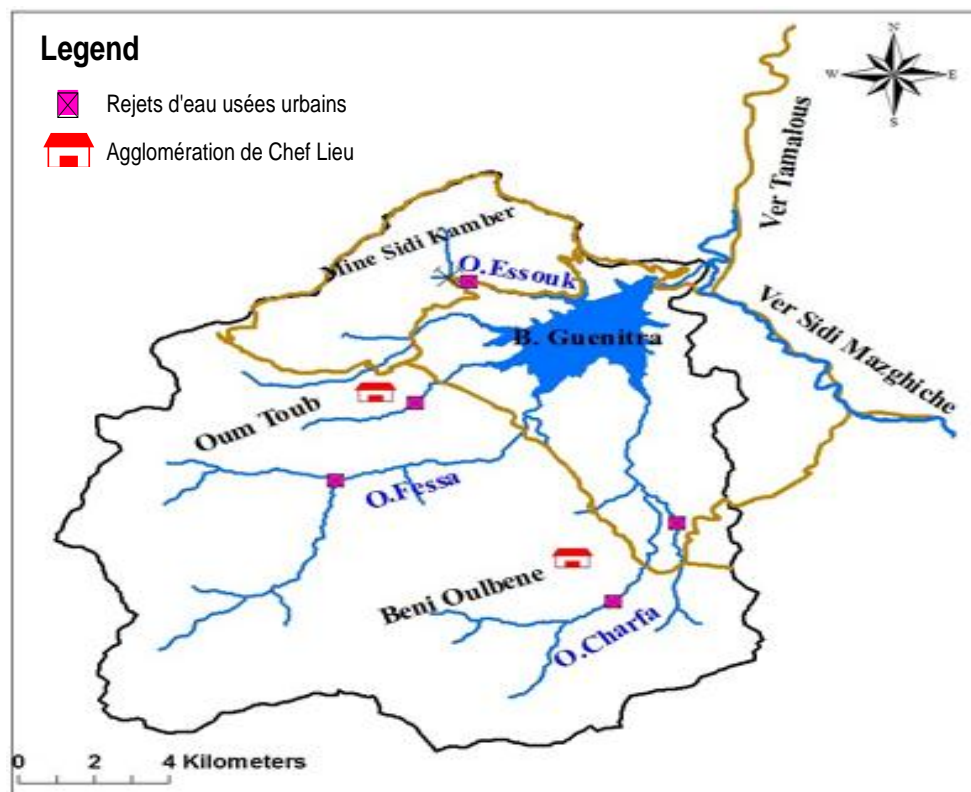 Legend
Rejets d'eau usées urbains
Agglomération de Chef Lieu
N
W
E
S
Ver Tamalous
Mine Sidi Kamber
O.Essouk
Ver Sidi Mazghiche
B. Guenitra
Oum Toub
O.Fessa
Beni Oulbene
O.Charfa
0 2 4 Kilometers